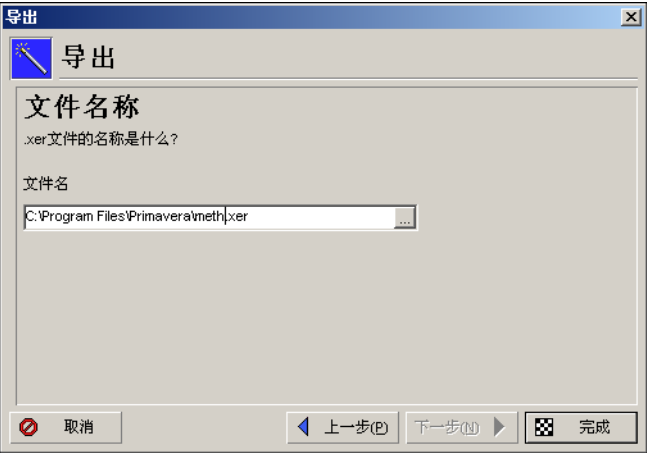 导出
导出
文件名称
.xer文件的名称是什么?
文件名
C:\Program Files\Primavera\meth.xer
...
取消
上一步(P)
下一步(N)
完成